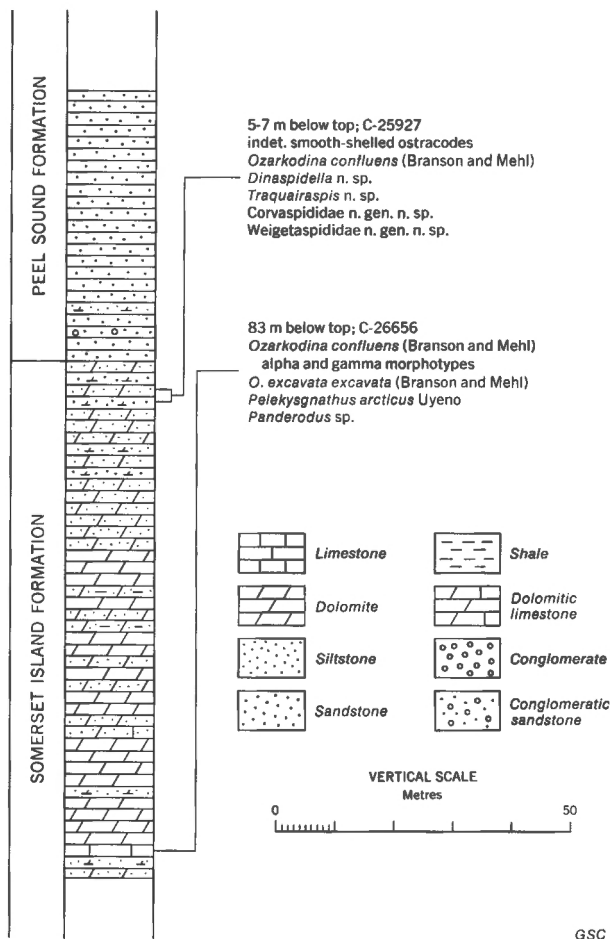 PEEL SOUND FORMATION
SOMERSET ISLAND FORMATION
5-7 m below top; C-25927
indet. smooth-shelled ostracodes
Ozarkodina confluens (Branson and Mehl)
Dinaspidella n. sp.
Traquairaspis n. sp.
Corvaspididae n. gen. n. sp.
Weigetaspididae n. gen. n. sp.
83 m below top; C-26656
Ozarkodina confluens (Branson and Mehl)
alpha and gamma morphotypes
O. excavata excavata (Branson and Mehl)
Pelekysgnathus arcticus Uyeno
Panderodus sp.
Limestone
Shale
Dolomite
Dolomitic
limestone
Siltstone
Conglomerate
Sandstone
Conglomeratic
sandstone
VERTICAL SCALE
Metres
0 50
GSC